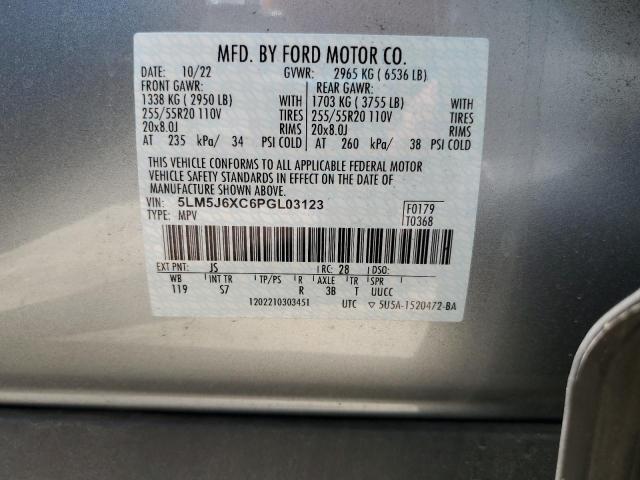 MFD. BY FORD MOTOR CO.
DATE: 10/22 GVWR: 2965 KG ( 6536 LB)
FRONT GAWR: REAR GAWR:
1338 KG ( 2950 LB) WITH 1703 KG ( 3755 LB) WITH
255/55R20 110V TIRES 255/55R20 110V TIRES
20x8.0J RIMS 20x8.0J RIMS
AT 235 kPa/ 34 PSI COLD AT 260 kPa/ 38 PSI COLD
THIS VEHICLE CONFORMS TO ALL APPLICABLE FEDERAL MOTOR
VEHICLE SAFETY STANDARDS IN EFFECT ON THE DATE OF
MANUFACTURE SHOWN ABOVE.
VIN: 5LM5J6XC6PGL03123 F0179
TYPE: MPV T0368
EXT PNT: JS RC: 28 DSO:
WB INT TR TP/PS R AXLE TR SPR
119 S7 R 3B T UUCC
1202210303451 UTC ▽ 5U5A-1520472-BA